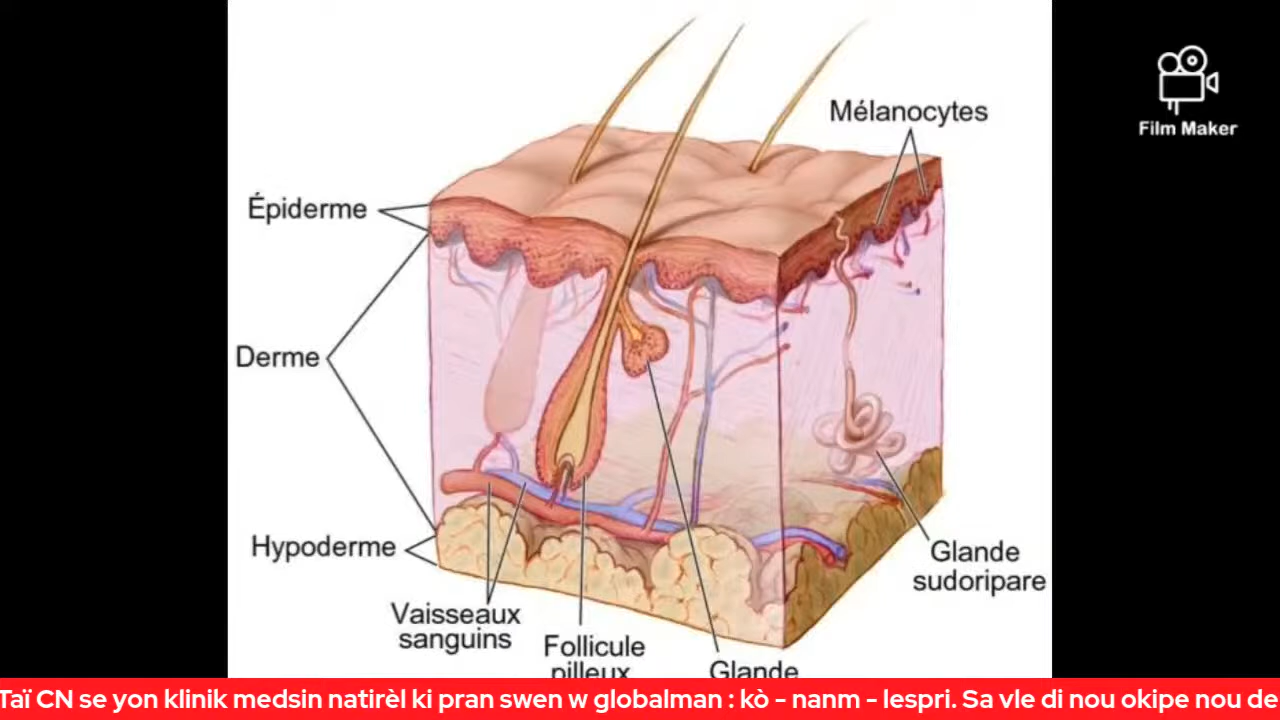 Film Maker
Mélanocytes
Épiderme
Derme
Hypoderme
Glande
sudoripare
Vaisseaux
sanguins
Follicule
pilleux
Glande
Taï CN se yon klinik medsin natirèl ki pran swen w globalman : kò - nanm - lespri. Sa vle di nou okipe nou de